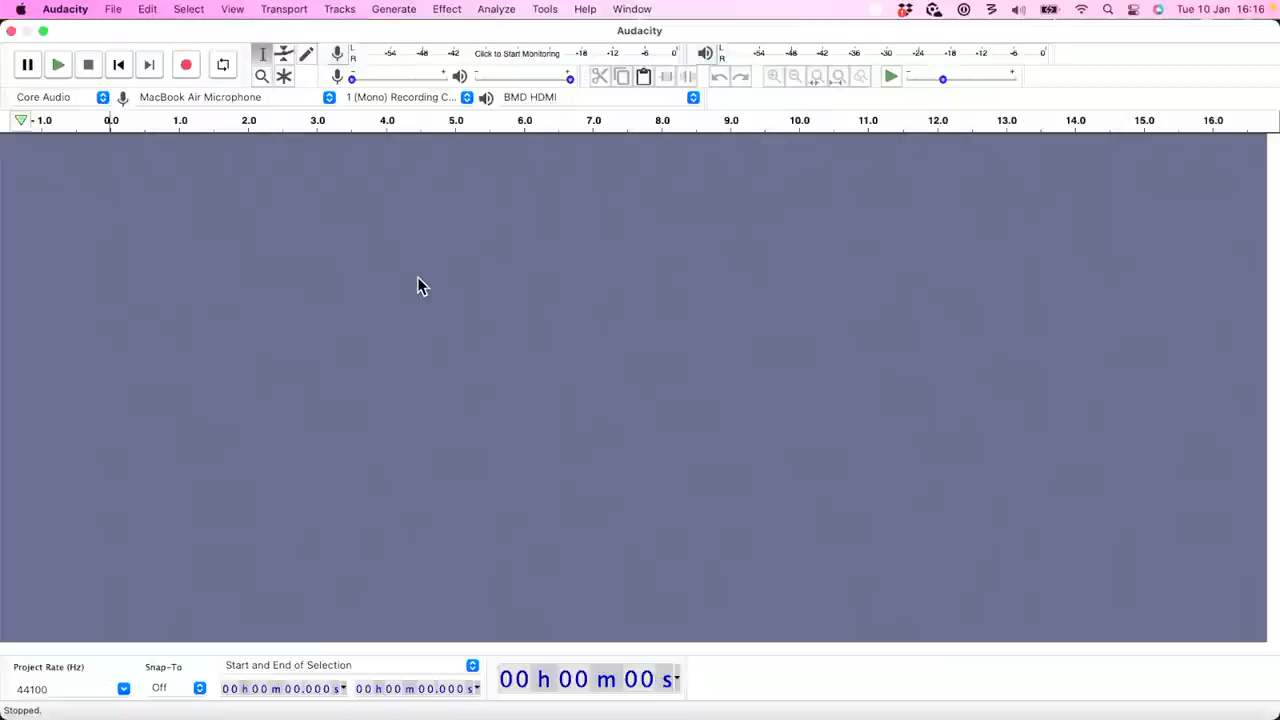 Audacity File Edit Select View Transport Tracks Generate Effect Analyze Tools Help Window Tue 10 Jan 16:16
Audacity
L R -54 -48 -42 Click to Start Monitoring -18 -12 -6 0 L R -54 -48 -42 -36 -30 -24 -18 -12 -6 0
- + - + - +
Core Audio MacBook Air Microphone 1 (Mono) Recording C... BMD HDMI
- 1.0 0.0 1.0 2.0 3.0 4.0 5.0 6.0 7.0 8.0 9.0 10.0 11.0 12.0 13.0 14.0 15.0 16.0
Project Rate (Hz) Snap-To Start and End of Selection
44100 Off 00 h 00 m 00.000 s 00 h 00 m 00.000 s 00 h 00 m 00 s
Stopped.